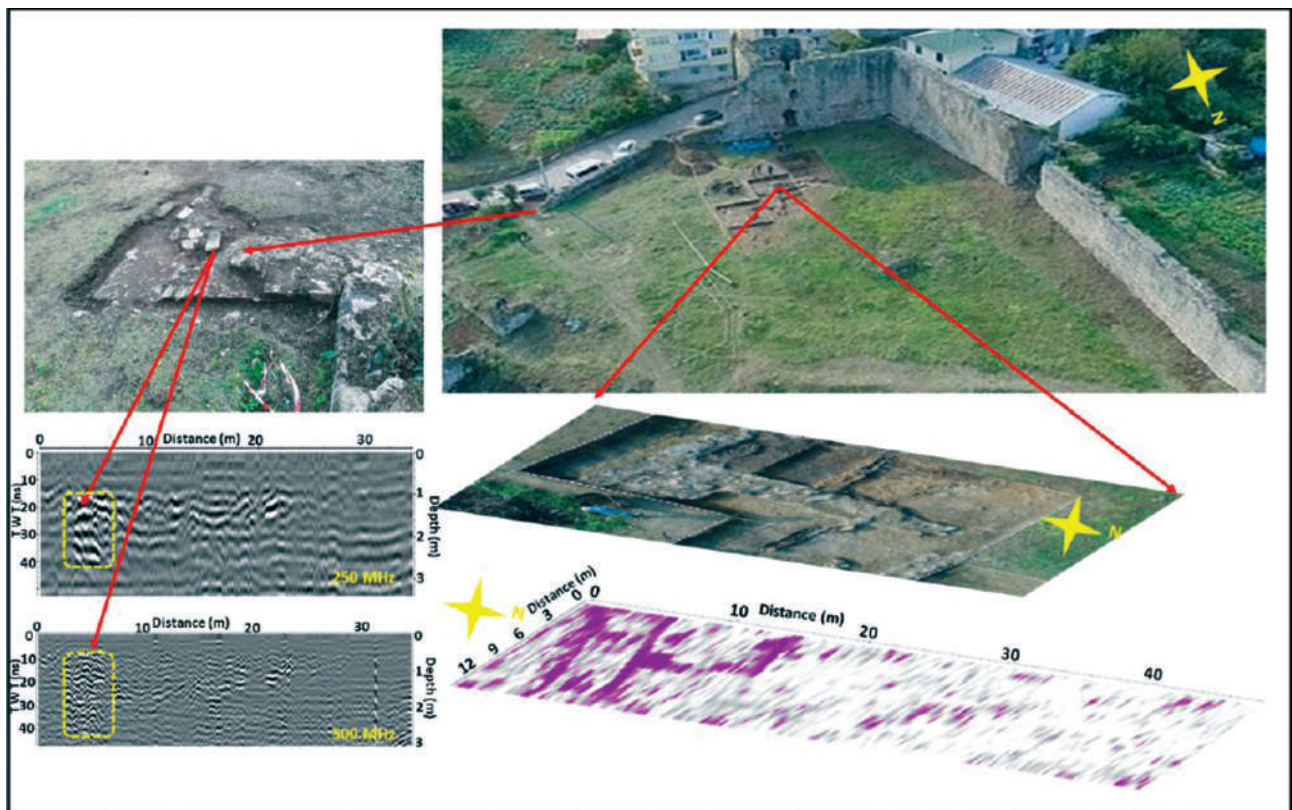 N
0 10 Distance (m) 20 30
0 10 20 30 40
TWT (ns)
0 1 2 3
Depth (m)
250 MHz
0 10 Distance (m) 20 30
10 20 30 40
TWT (ns)
0 1 2 3
Depth (m)
500 MHz
N
N
Distance (m)
0 3 6 9 12
0 10 Distance (m) 20 30 40